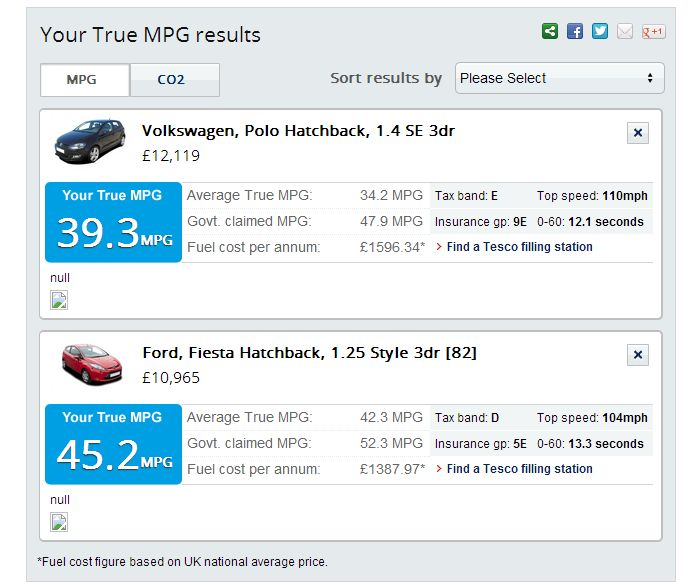 Your True MPG results
g+1
MPG CO2 Sort results by Please Select
Volkswagen, Polo Hatchback, 1.4 SE 3dr
£12,119
Your True MPG
39.3MPG
Average True MPG: 34.2 MPG Tax band: E Top speed: 110mph
Govt. claimed MPG: 47.9 MPG Insurance gp: 9E 0-60: 12.1 seconds
Fuel cost per annum: £1596.34* > Find a Tesco filling station
null
Ford, Fiesta Hatchback, 1.25 Style 3dr [82]
£10,965
Your True MPG
45.2MPG
Average True MPG: 42.3 MPG Tax band: D Top speed: 104mph
Govt. claimed MPG: 52.3 MPG Insurance gp: 5E 0-60: 13.3 seconds
Fuel cost per annum: £1387.97* > Find a Tesco filling station
null
*Fuel cost figure based on UK national average price.